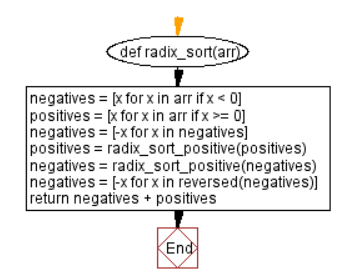 def radix_sort(arr)
negatives = [x for x in arr if x < 0]
positives = [x for x in arr if x >= 0]
negatives = [-x for x in negatives]
positives = radix_sort_positive(positives)
negatives = radix_sort_positive(negatives)
negatives = [-x for x in reversed(negatives)]
return negatives + positives
End